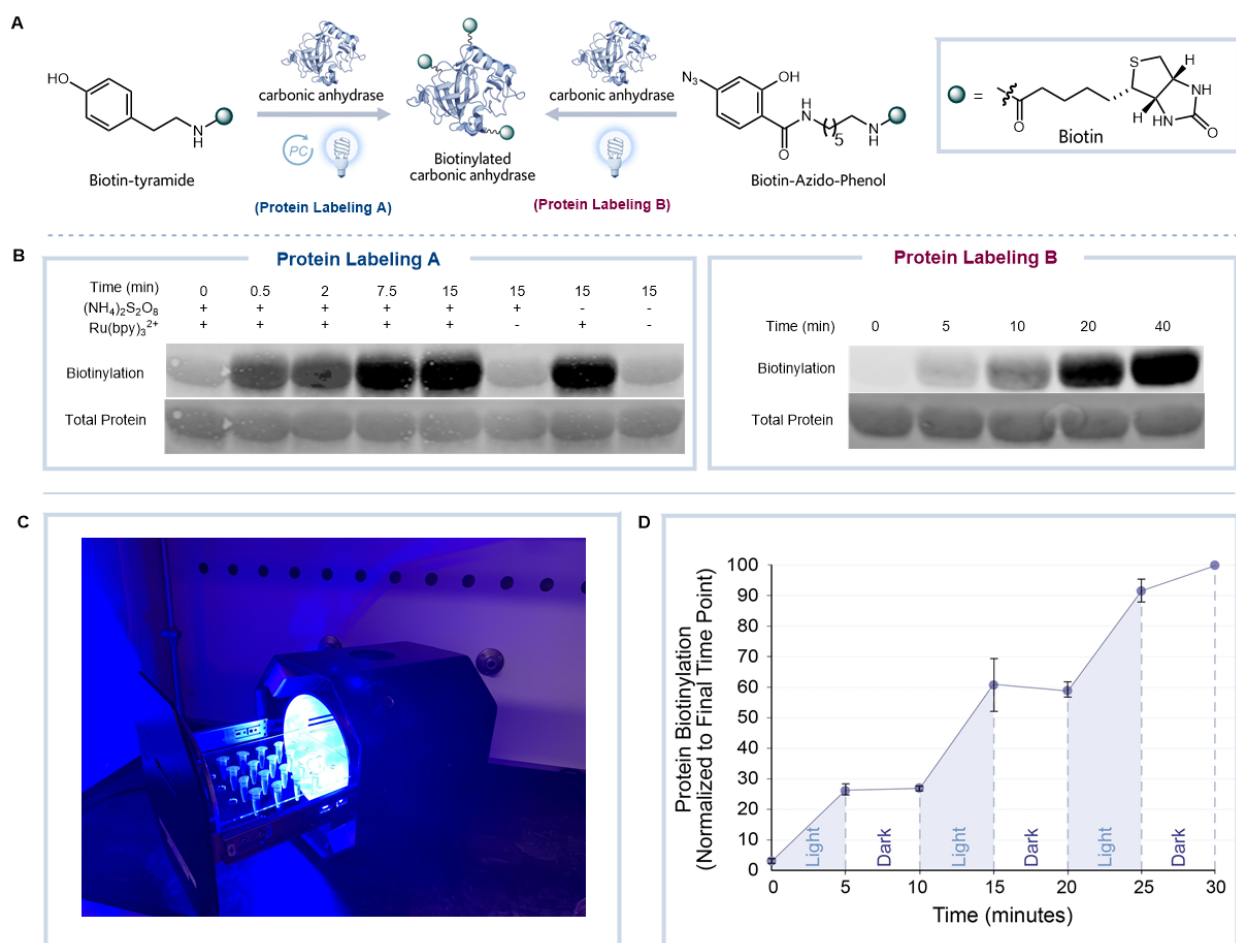 A
HO
N
H
Biotin-tyramide
carbonic anhydrase
PC
(Protein Labeling A)
Biotinylated
carbonic anhydrase
carbonic anhydrase
(Protein Labeling B)
N3
OH
O
H
N
5
N
H
Biotin-Azido-Phenol
=
O
S
H
H
NH
HN
O
Biotin
B
Protein Labeling A
Time (min) 0 0.5 2 7.5 15 15 15 15
(NH4)2S2O8 + + + + + + - -
Ru(bpy)3 2+ + + + + + - + -
Biotinylation
Total Protein
Protein Labeling B
Time (min) 0 5 10 20 40
Biotinylation
Total Protein
C
D
Protein Biotinylation
(Normalized to Final Time Point)
100
90
80
70
60
50
40
30
20
10
0
Light
Dark
Light
Dark
Light
Dark
0 5 10 15 20 25 30
Time (minutes)